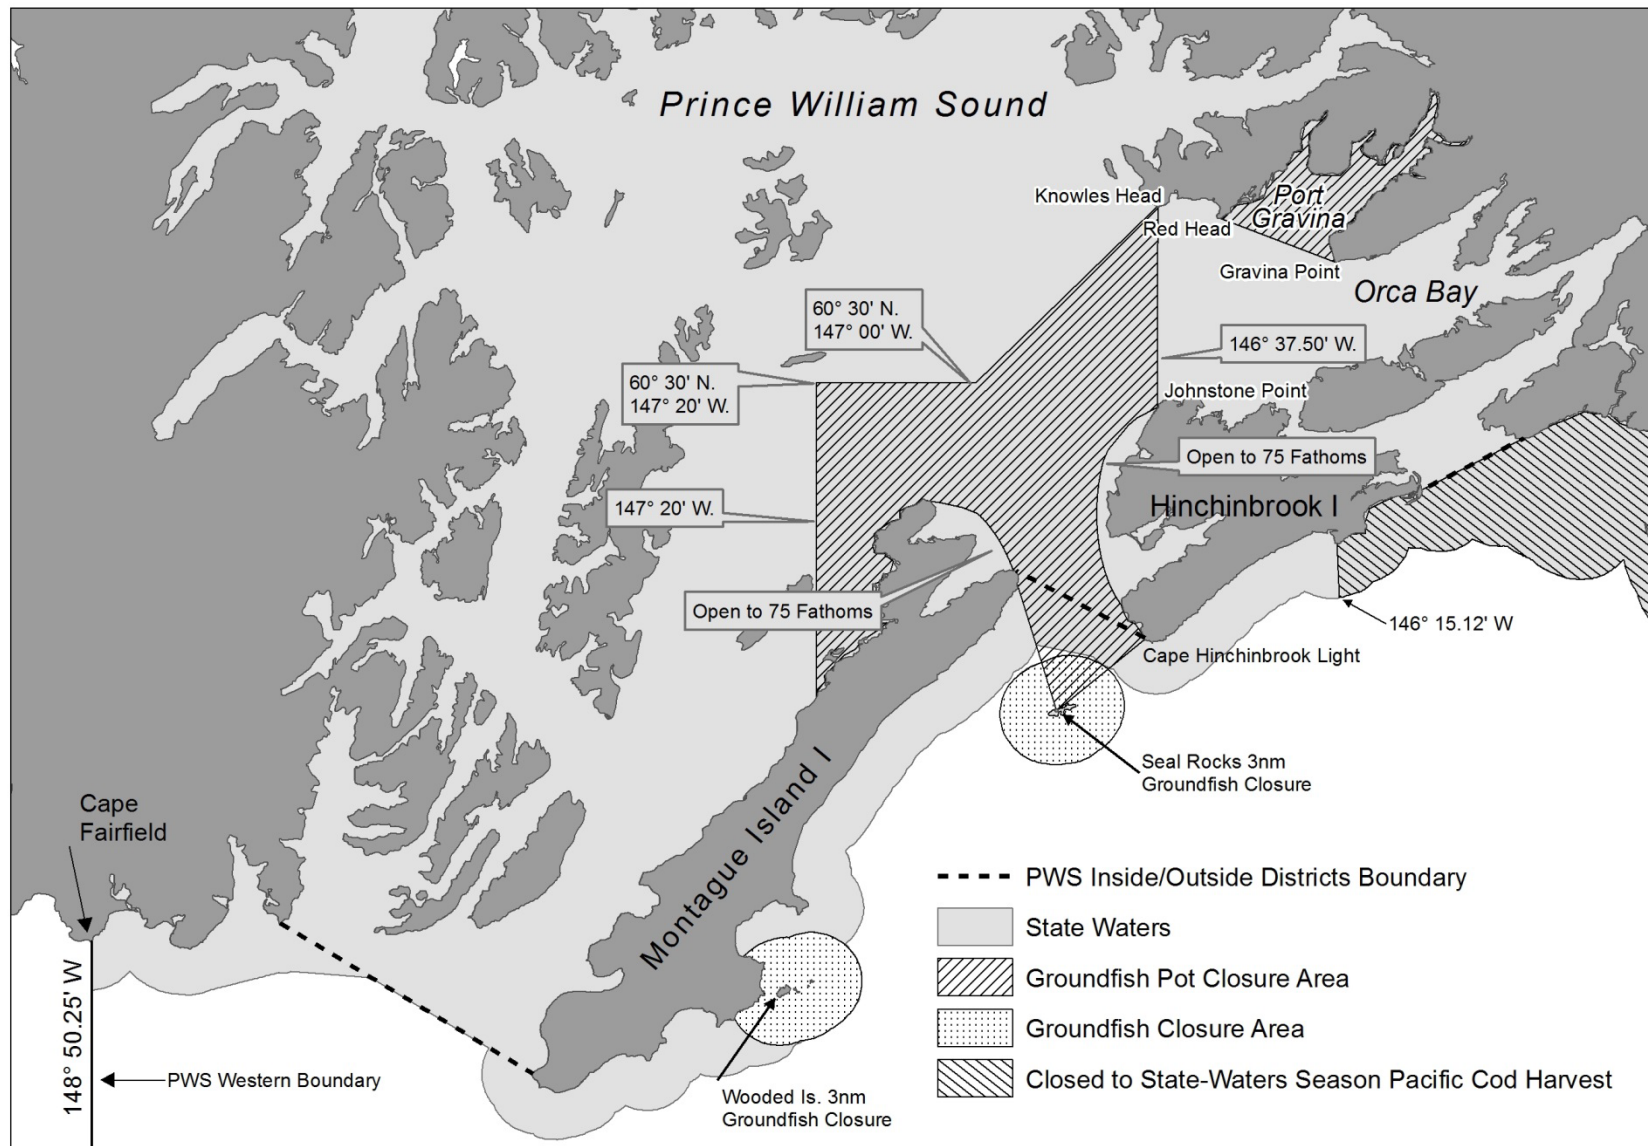 Prince William Sound
Knowles Head
Port
Gravina
Red Head
Gravina Point
Orca Bay
60° 30' N.
147° 00' W.
146° 37.50' W.
60° 30' N.
147° 20' W.
Johnstone Point
Open to 75 Fathoms
147° 20' W.
Hinchinbrook I
Open to 75 Fathoms
146° 15.12' W
Cape Hinchinbrook Light
Seal Rocks 3nm
Groundfish Closure
Montague Island I
Cape
Fairfield
148° 50.25' W
PWS Western Boundary
Wooded Is. 3nm
Groundfish Closure
PWS Inside/Outside Districts Boundary
State Waters
Groundfish Pot Closure Area
Groundfish Closure Area
Closed to State-Waters Season Pacific Cod Harvest